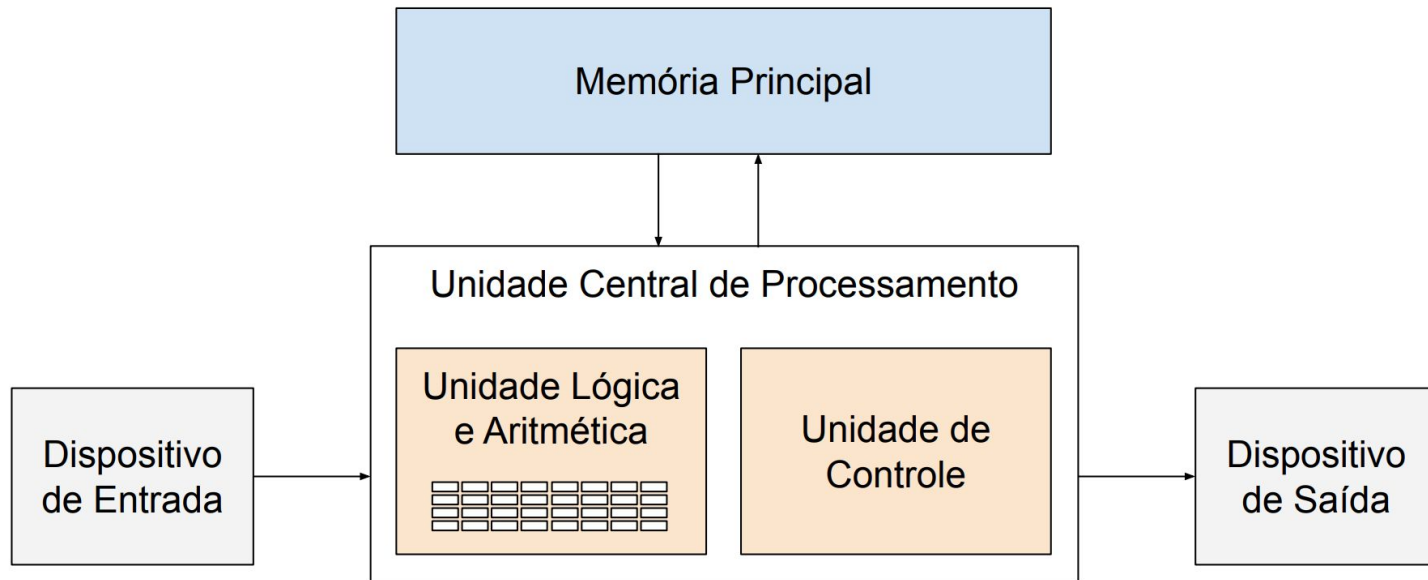 Memória Principal
Unidade Central de Processamento
Unidade Lógica
e Aritmética
Unidade de
Controle
Dispositivo
de Entrada
Dispositivo
de Saída